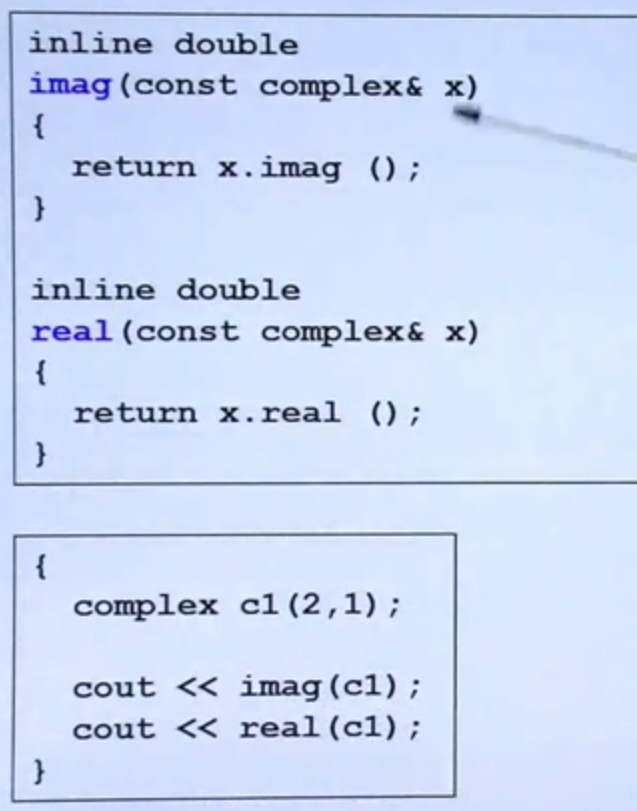 inline double
imag(const complex& x)
{
  return x.imag ();
}
inline double
real(const complex& x)
{
  return x.real ();
}
{
  complex c1(2,1);
  cout << imag(c1);
  cout << real(c1);
}